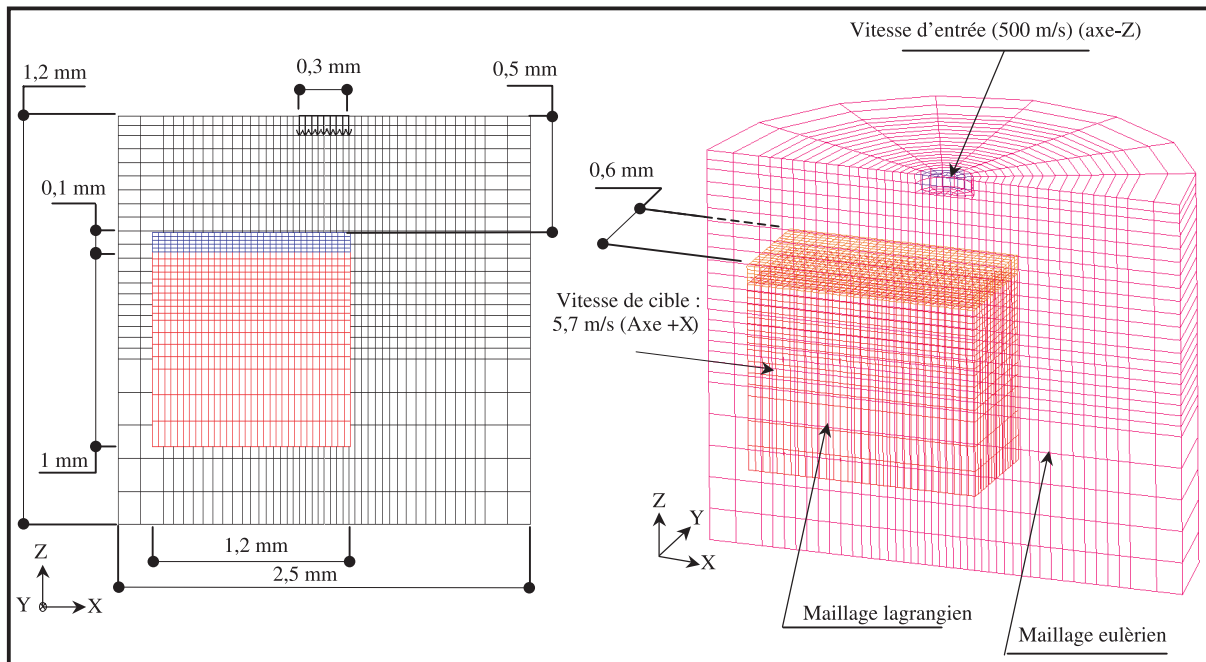 1,2 mm
0,3 mm
0,5 mm
0,1 mm
1 mm
1,2 mm
2,5 mm
Z
Y
X
Vitesse d'entrée (500 m/s) (axe-Z)
0,6 mm
Vitesse de cible :
5,7 m/s (Axe +X)
Z
Y
X
Maillage lagrangien
Maillage eulèrien